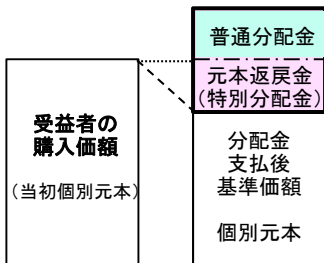 普通分配金
元本返戻金
(特別分配金)
受益者の
購入価額
(当初個別元本)
分配金
支払後
基準価額
個別元本